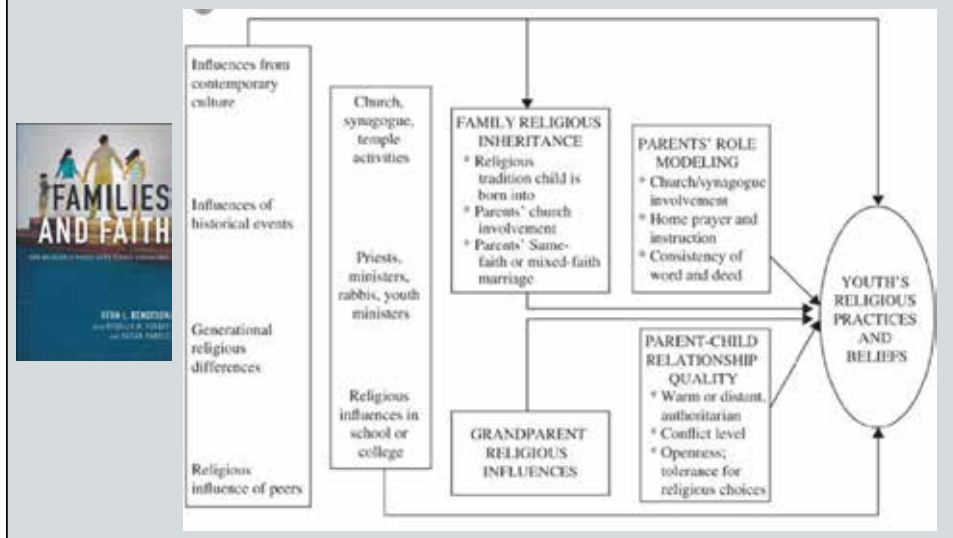 FAMILIES
AND FAITH
VERN L. BENGTSON
Influences from
contemporary
culture
Influences of
historical events
Generational
religious
differences
Religious
influence of peers
Church,
synagogue,
temple
activities
Priests,
ministers,
rabbis, youth
ministers
Religious
influences in
school or
college
FAMILY RELIGIOUS
INHERITANCE
* Religious
tradition child is
born into
* Parents' church
involvement
* Parents' Same-
faith or mixed-faith
marriage
GRANDPARENT
RELIGIOUS
INFLUENCES
PARENTS' ROLE
MODELING
* Church/synagogue
involvement
* Home prayer and
instruction
* Consistency of
word and deed
PARENT-CHILD
RELATIONSHIP
QUALITY
* Warm or distant,
authoritarian
* Conflict level
* Openness;
tolerance for
religious choices
YOUTH'S
RELIGIOUS
PRACTICES
AND
BELIEFS